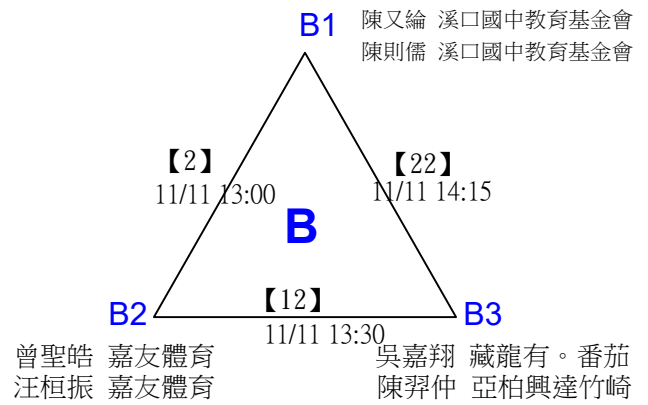 B1
陳又綸 溪口國中教育基金會
陳則儒 溪口國中教育基金會
【2】
11/11 13:00
【22】
11/11 14:15
B
【12】
11/11 13:30
B2
B3
曾聖皓 嘉友體育
汪桓振 嘉友體育
吳嘉翔 藏龍有。番茄
陳羿仲 亞柏興達竹崎